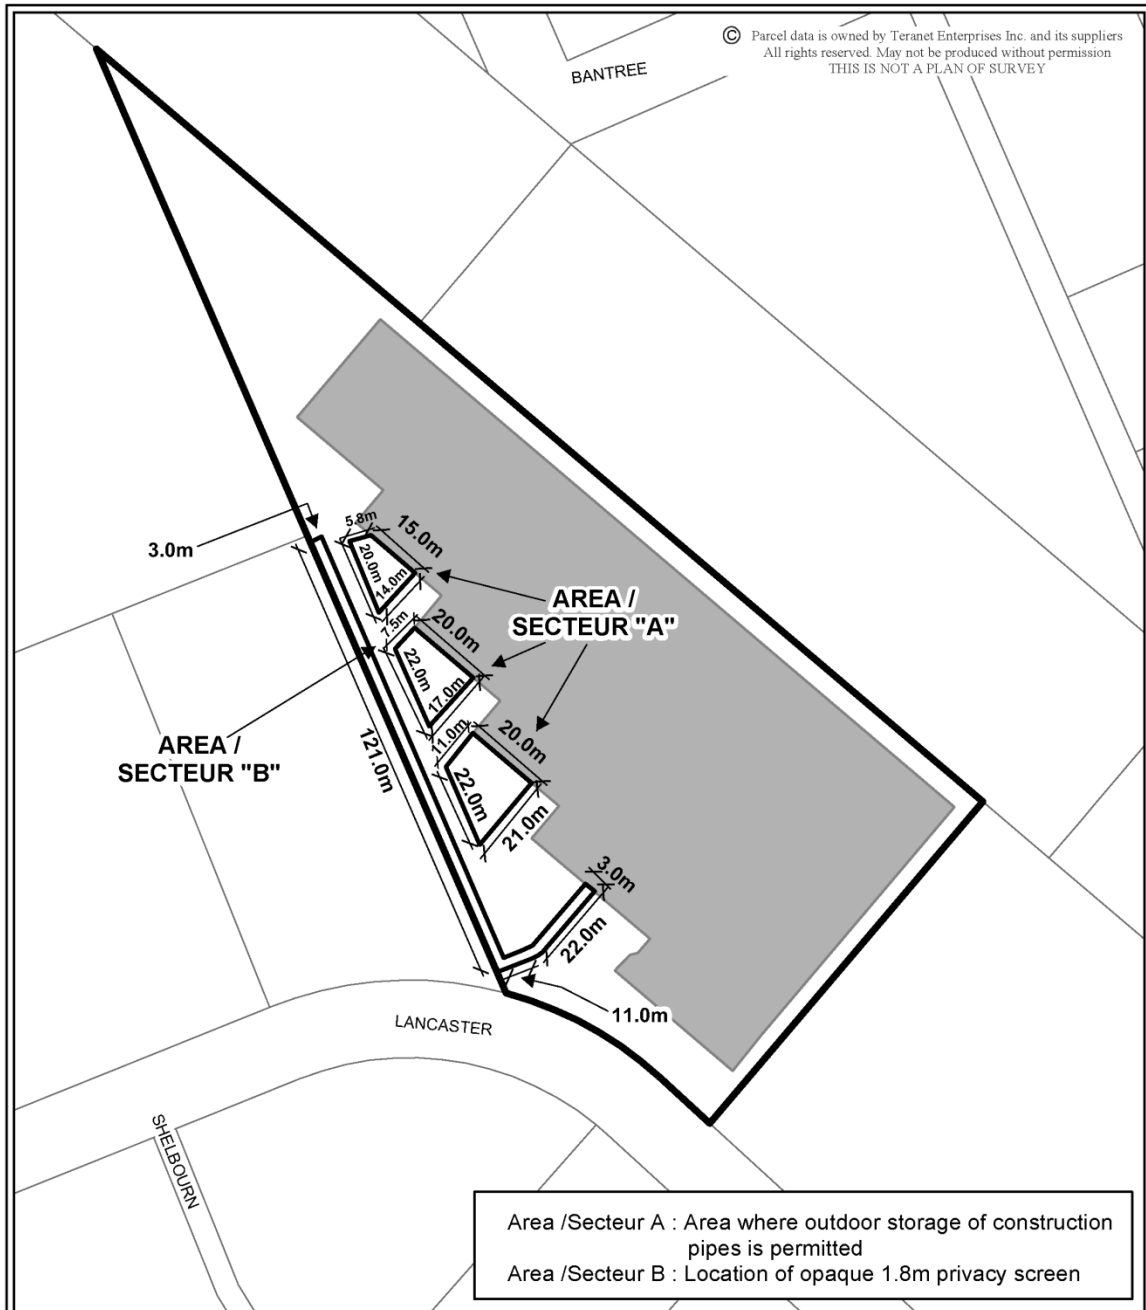 © Parcel data is owned by Teranet Enterprises Inc. and its suppliers
All rights reserved. May not be produced without permission
THIS IS NOT A PLAN OF SURVEY
BANTREE
3.0m
5.8m
15.0m
20.0m
14.0m
AREA /
SECTEUR "A"
7.5m
20.0m
22.0m
17.0m
AREA /
SECTEUR "B"
121.0m
11.0m
20.0m
22.0m
21.0m
3.0m
22.0m
11.0m
LANCASTER
SHELBOURN
Area /Secteur A : Area where outdoor storage of construction
pipes is permitted
Area /Secteur B : Location of opaque 1.8m privacy screen